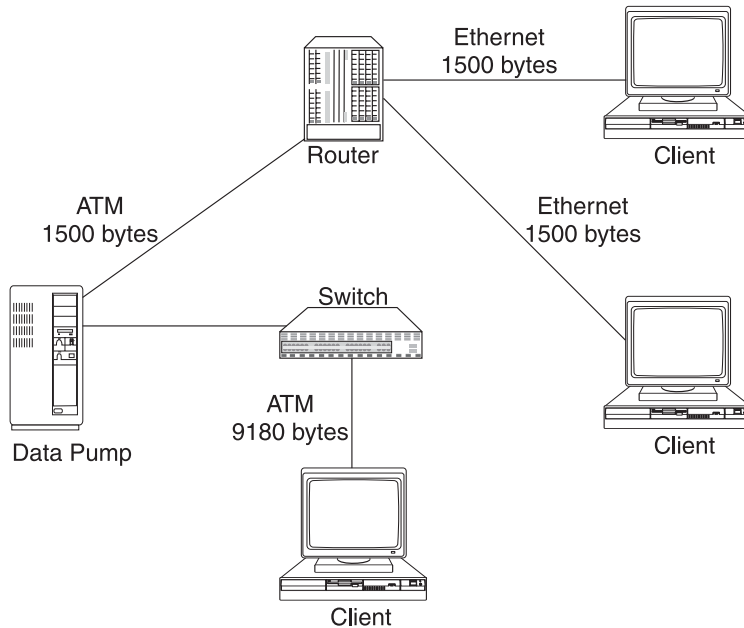 Ethernet
1500 bytes
Router
Client
ATM
1500 bytes
Ethernet
1500 bytes
Switch
ATM
9180 bytes
Data Pump
Client
Client